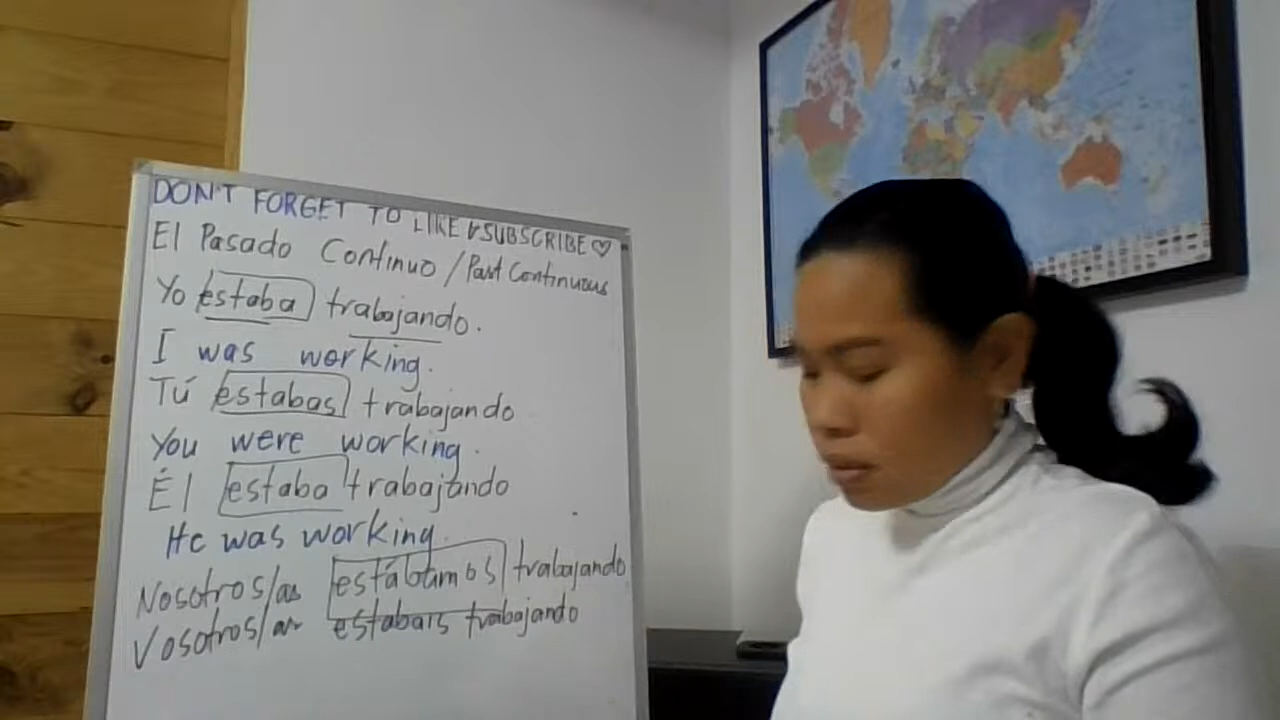 DON'T FORGET TO LIKE & SUBSCRIBE ♡
El Pasado Continuo / Past Continuous
Yo estaba trabajando.
I was working.
Tú estabas trabajando
You were working.
Él estaba trabajando
He was working.
Nosotros/as estábamos trabajando
Vosotros/as estabais trabajando